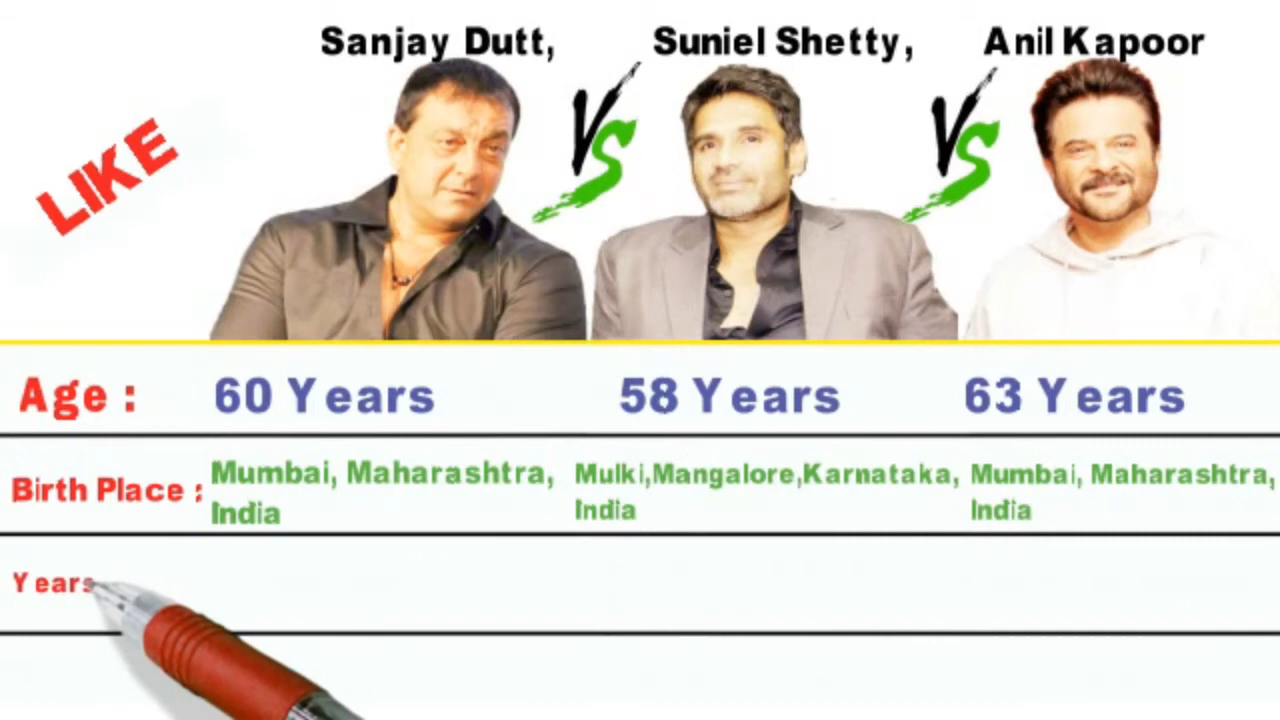 Sanjay Dutt,
VS
Suniel Shetty,
VS
Anil Kapoor
LIKE
Age : 60 Years 58 Years 63 Years
Birth Place : Mumbai, Maharashtra, Mulki,Mangalore,Karnataka, Mumbai, Maharashtra,
India India India
Years